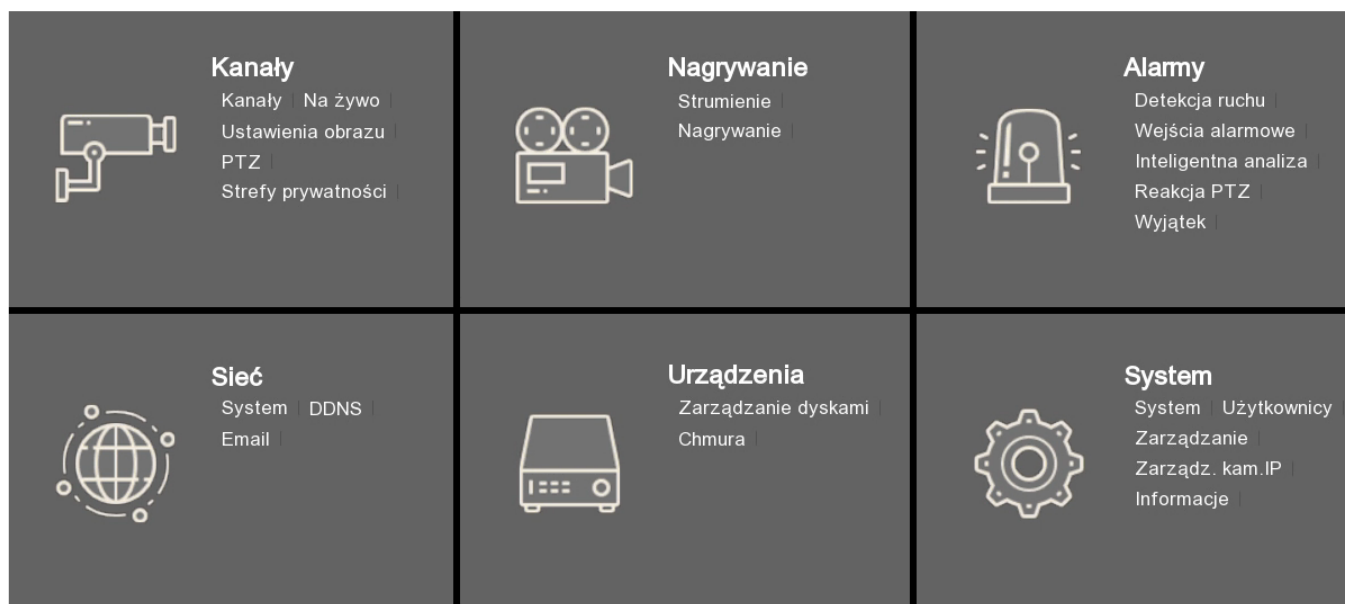 Kanały
Kanały | Na żywo |
Ustawienia obrazu |
PTZ |
Strefy prywatności |
Nagrywanie
Strumienie |
Nagrywanie |
Alarmy
Detekcja ruchu |
Wejścia alarmowe |
Inteligentna analiza |
Reakcja PTZ |
Wyjątek |
Sieć
System | DDNS |
Email |
Urządzenia
Zarządzanie dyskami |
Chmura |
System
System | Użytkownicy |
Zarządzanie |
Zarządz. kam.IP |
Informacje |